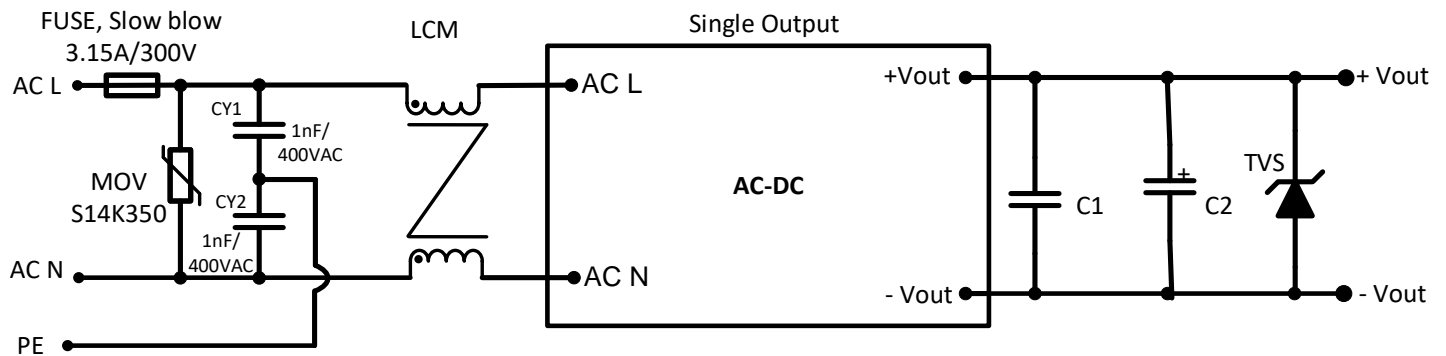 FUSE, Slow blow
3.15A/300V
LCM
Single Output
AC L
AC L
+Vout
+ Vout
CY1
1nF/
400VAC
MOV
S14K350
AC-DC
TVS
C1
+
C2
CY2
1nF/
400VAC
AC N
AC N
- Vout
- Vout
PE